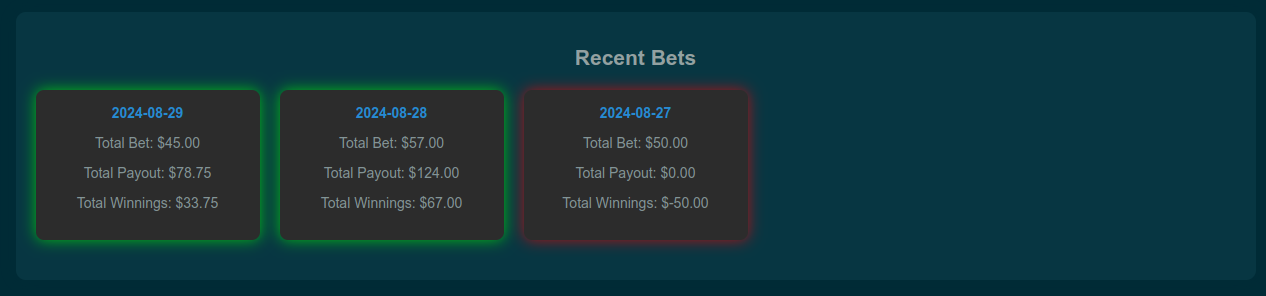 Recent Bets
2024-08-29
Total Bet: $45.00
Total Payout: $78.75
Total Winnings: $33.75
2024-08-28
Total Bet: $57.00
Total Payout: $124.00
Total Winnings: $67.00
2024-08-27
Total Bet: $50.00
Total Payout: $0.00
Total Winnings: $-50.00